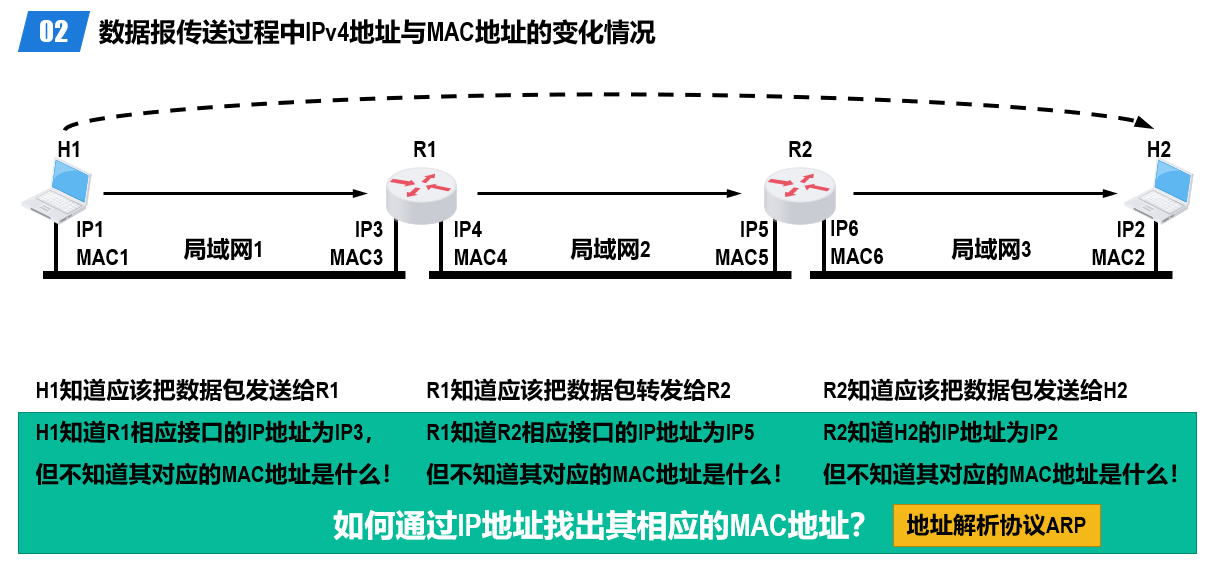 02 数据报传送过程中IPv4地址与MAC地址的变化情况
H1
R1
R2
H2
IP1
MAC1
局域网1
IP3
MAC3
IP4
MAC4
局域网2
IP5
MAC5
IP6
MAC6
局域网3
IP2
MAC2
H1知道应该把数据包发送给R1
H1知道R1相应接口的IP地址为IP3，
但不知道其对应的MAC地址是什么！
R1知道应该把数据包转发给R2
R1知道R2相应接口的IP地址为IP5
但不知道其对应的MAC地址是什么！
R2知道应该把数据包发送给H2
R2知道H2的IP地址为IP2
但不知道其对应的MAC地址是什么！
如何通过IP地址找出其相应的MAC地址？
地址解析协议ARP